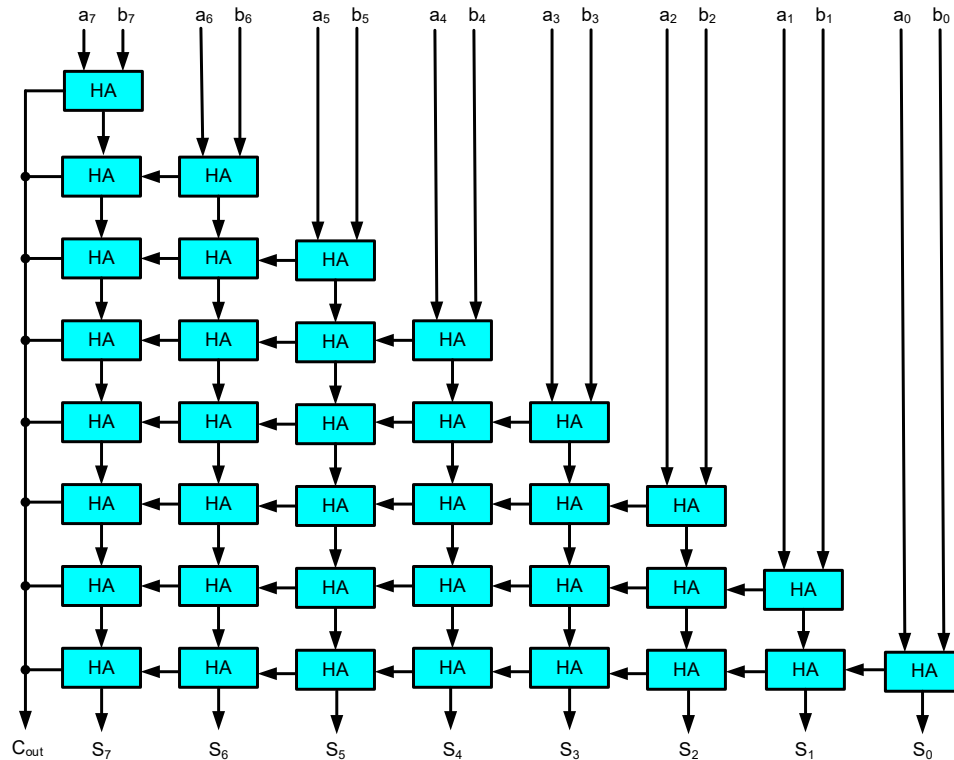 a₇ b₇ a₆ b₆ a₅ b₅ a₄ b₄ a₃ b₃ a₂ b₂ a₁ b₁ a₀ b₀
HA
HA HA
HA HA HA
HA HA HA HA
HA HA HA HA HA
HA HA HA HA HA HA
HA HA HA HA HA HA HA
HA HA HA HA HA HA HA HA
Cout S₇ S₆ S₅ S₄ S₃ S₂ S₁ S₀